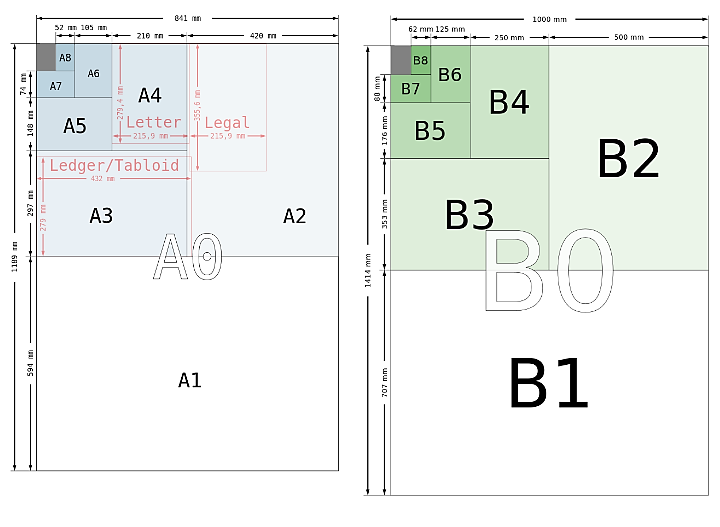 841 mm
52 mm 105 mm
210 mm
420 mm
A8
A7
A6
A5
A4
74 mm
148 mm
297 mm
594 mm
1189 mm
279,4 mm
Letter
215,9 mm
355,6 mm
Legal
215,9 mm
Ledger/Tabloid
432 mm
279 mm
A3
A2
A0
A1
1000 mm
62 mm 125 mm
250 mm
500 mm
B8
B7
B6
B5
B4
B2
88 mm
176 mm
353 mm
707 mm
1414 mm
B3
B0
B1